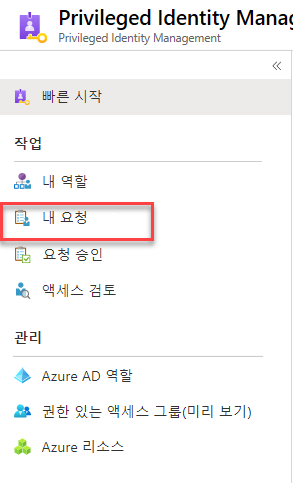 Privileged Identity Mana
Privileged Identity Management
«
빠른 시작
작업
내 역할
내 요청
요청 승인
액세스 검토
관리
Azure AD 역할
권한 있는 액세스 그룹(미리 보기)
Azure 리소스